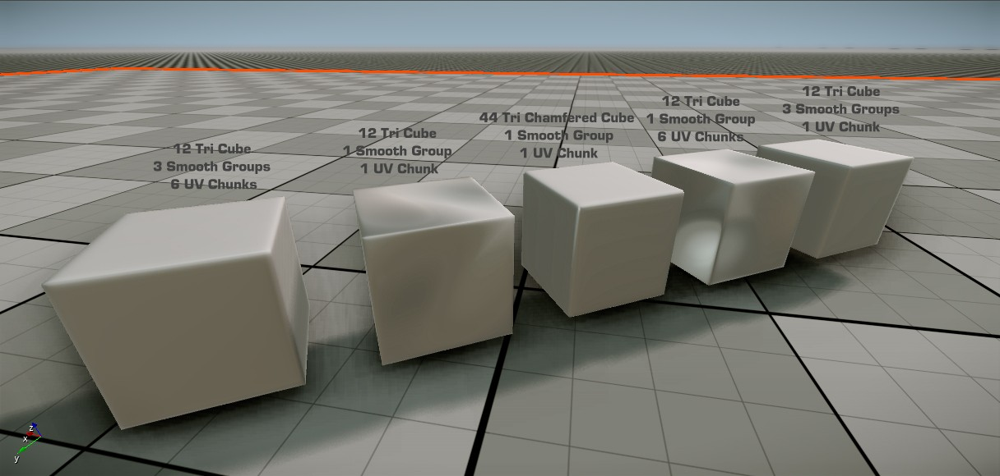 12 Tri Cube
3 Smooth Groups
6 UV Chunks
12 Tri Cube
1 Smooth Group
1 UV Chunk
44 Tri Chamfered Cube
1 Smooth Group
1 UV Chunk
12 Tri Cube
1 Smooth Group
6 UV Chunks
12 Tri Cube
3 Smooth Groups
1 UV Chunk
z
x
y